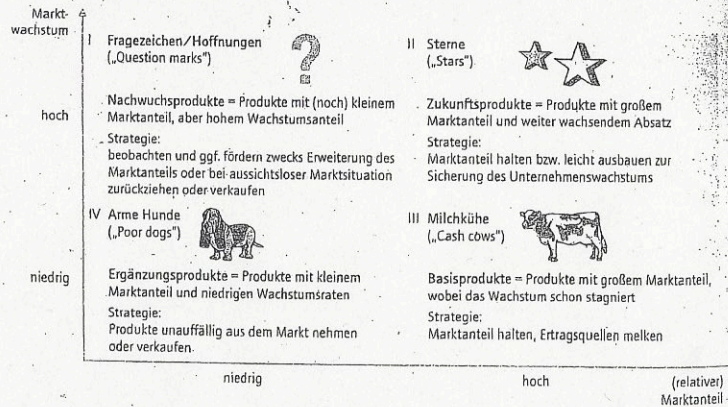 Markt-
wachstum
I Fragezeichen/Hoffnungen
(„Question marks")
?
Nachwuchsprodukte = Produkte mit (noch) kleinem
Marktanteil, aber hohem Wachstumsanteil
Strategie:
beobachten und ggf. fördern zwecks Erweiterung des
Marktanteils oder bei aussichtsloser Marktsituation
zurückziehen oder verkaufen
II Sterne
(„Stars")
Zukunftsprodukte = Produkte mit großem
Marktanteil und weiter wachsendem Absatz
Strategie:
Marktanteil halten bzw. leicht ausbauen zur
Sicherung des Unternehmenswachstums
hoch
IV Arme Hunde
(„Poor dogs")
Ergänzungsprodukte = Produkte mit kleinem
Marktanteil und niedrigen Wachstumsraten
Strategie:
Produkte unauffällig aus dem Markt nehmen
oder verkaufen
III Milchkühe
(„Cash cows")
Basisprodukte = Produkte mit großem Marktanteil,
wobei das Wachstum schon stagniert
Strategie:
Marktanteil halten, Ertragsquellen melken
niedrig
niedrig
hoch
(relativer)
Marktanteil